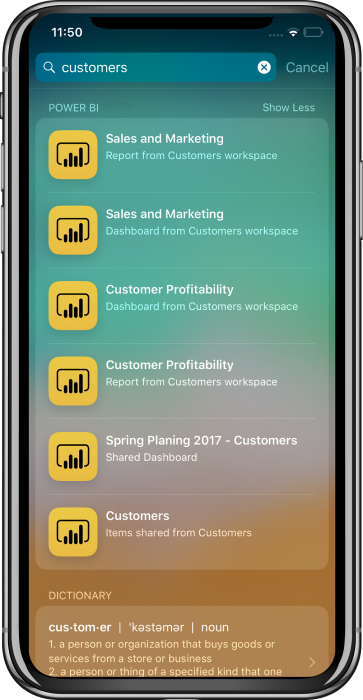 11:50
customers
Cancel
POWER BI
Show Less
Sales and Marketing
Report from Customers workspace
Sales and Marketing
Dashboard from Customers workspace
Customer Profitability
Dashboard from Customers workspace
Customer Profitability
Report from Customers workspace
Spring Planing 2017 - Customers
Shared Dashboard
Customers
Items shared from Customers
DICTIONARY
cus·tom·er | ˈkəstəmər | noun
1. a person or organization that buys goods or
services from a store or business
2. a person or thing of a specified kind that one